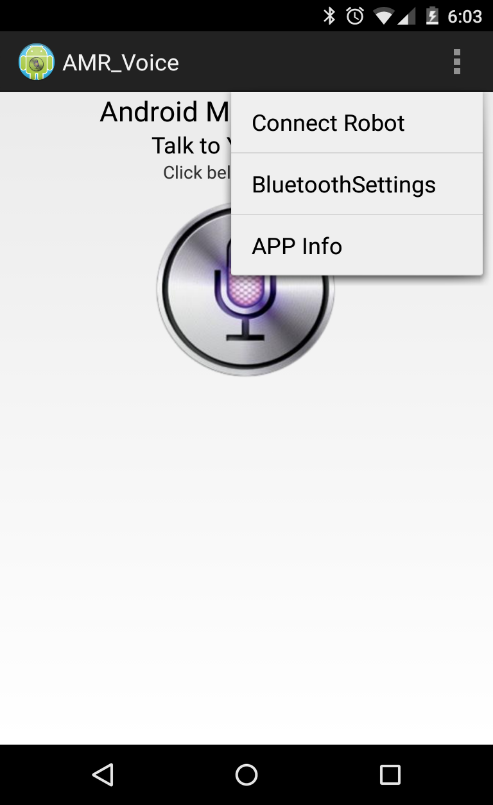 6:03
AMR_Voice
Android M
Talk to
Click bel
Connect Robot
BluetoothSettings
APP Info